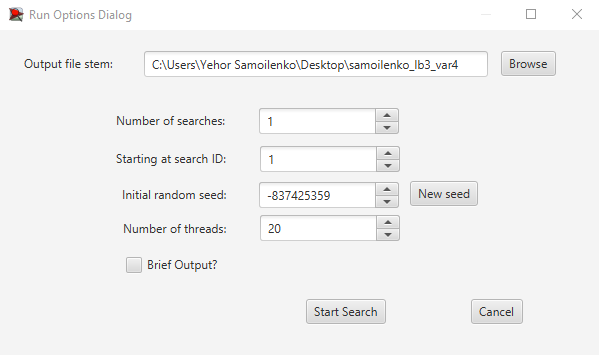 Run Options Dialog
Output file stem: C:\Users\Yehor Samoilenko\Desktop\samoilenko_lb3_var4 Browse
Number of searches: 1
Starting at search ID: 1
Initial random seed: -837425359 New seed
Number of threads: 20
Brief Output?
Start Search Cancel